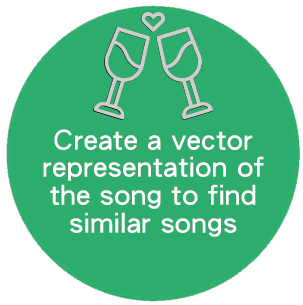 Create a vector
representation of
the song to find
similar songs